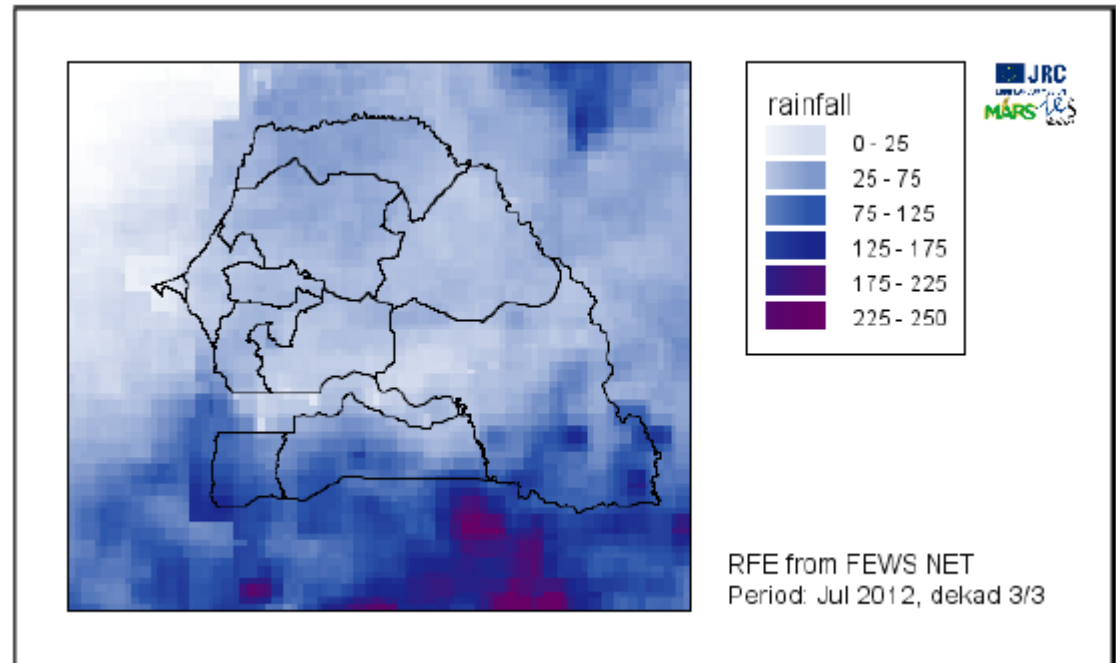 rainfall
0 - 25
25 - 75
75 - 125
125 - 175
175 - 225
225 - 250
JRC
MARS
RFE from FEWS NET
Period: Jul 2012, dekad 3/3